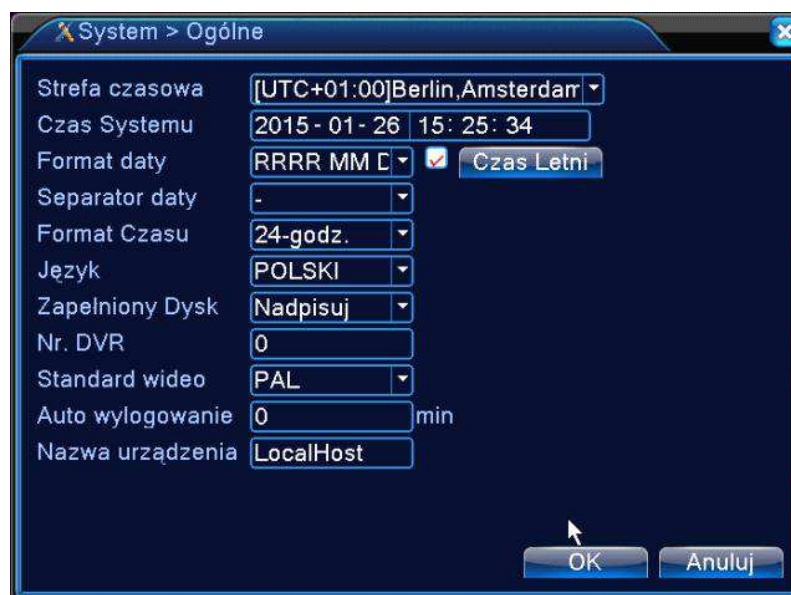 System > Ogólne
Strefa czasowa [UTC+01:00]Berlin,Amsterdam
Czas Systemu 2015-01-26 15:25:34
Format daty RRRR MM D Czas Letni
Separator daty -
Format Czasu 24-godz.
Język POLSKI
Zapełniony Dysk Nadpisuj
Nr. DVR 0
Standard wideo PAL
Auto wylogowanie 0 min
Nazwa urządzenia LocalHost
OK Anuluj